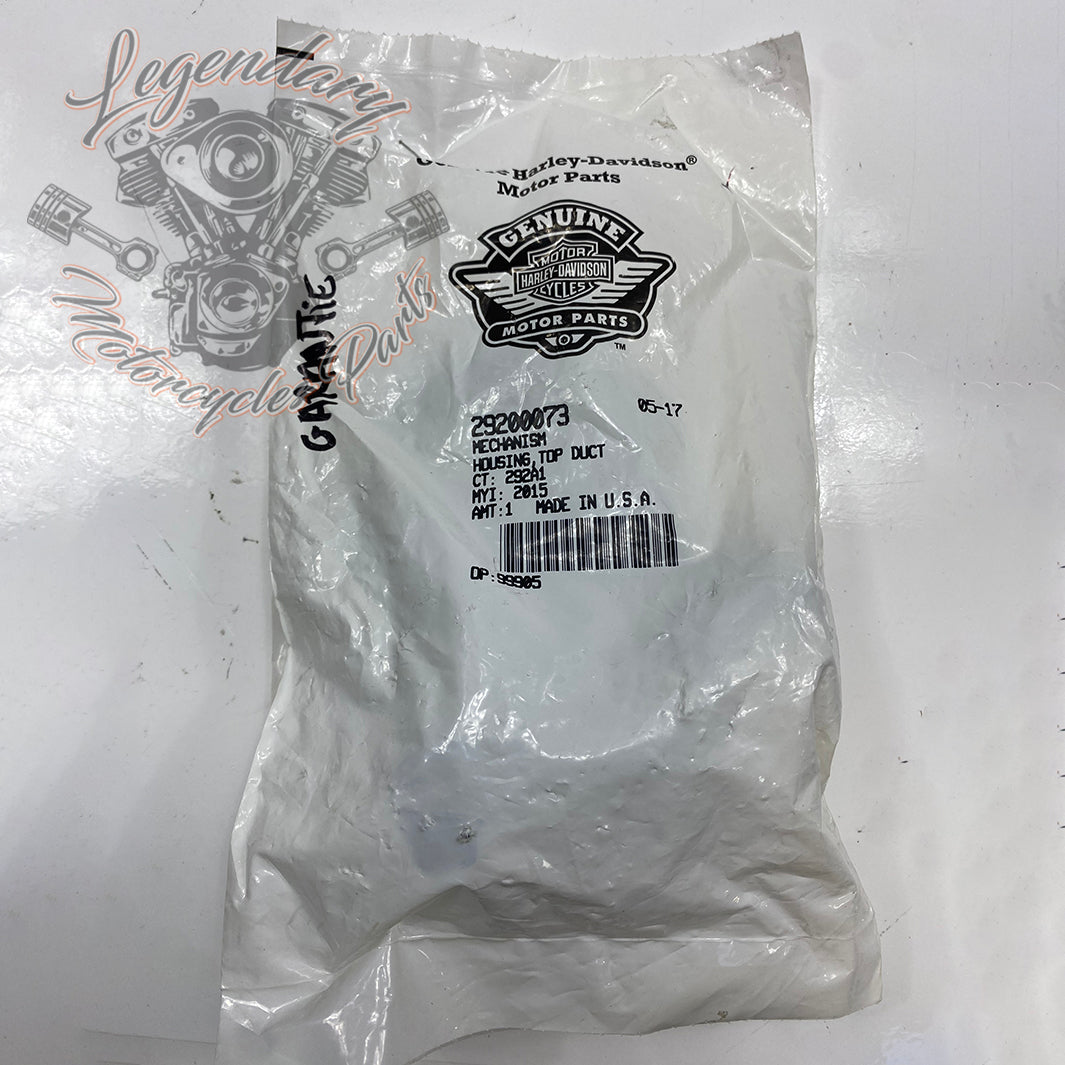 Legendary
Motorcycles Parts
GARANTIE
Harley-Davidson®
Motor Parts
GENUINE
MOTOR
HARLEY-DAVIDSON
CYCLES
MOTOR PARTS
TM
29200073 05-17
MECHANISM
HOUSING,TOP DUCT
CT: 292A1
MYI: 2015
AMT:1 MADE IN U.S.A.
OP:99905